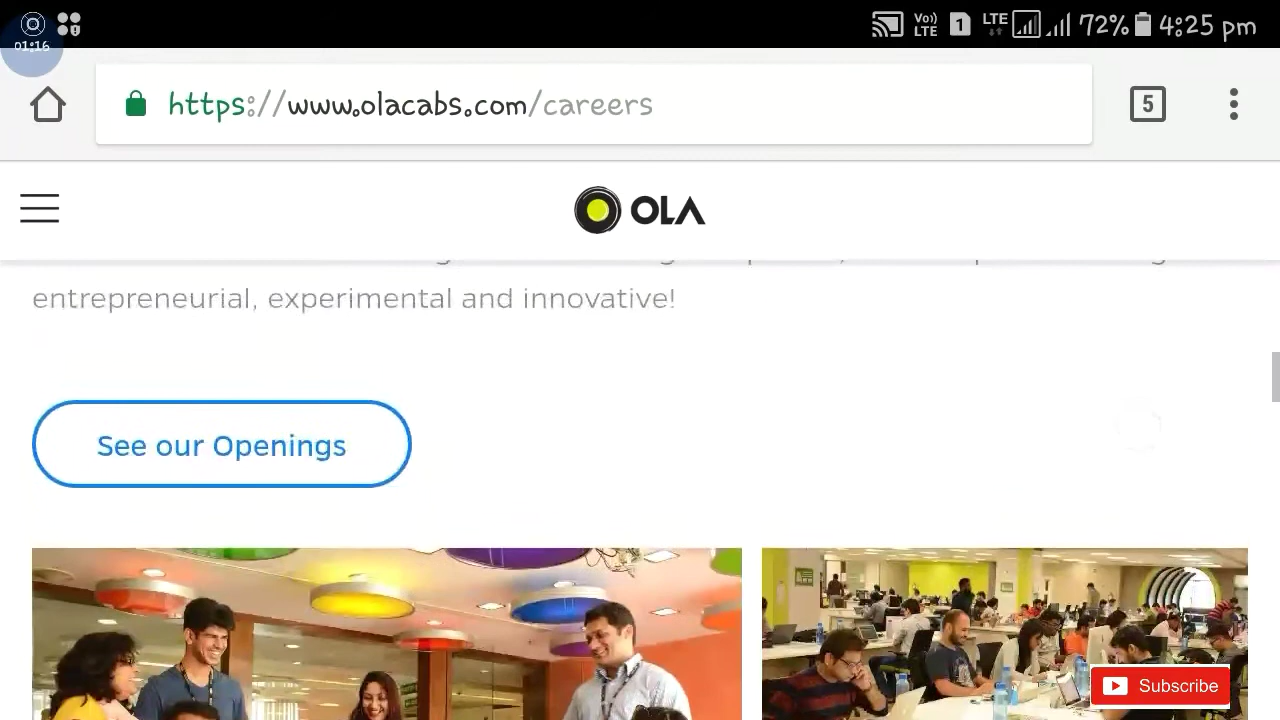 01:16
Vo)) LTE 1 LTE 72% 4:25 pm
https://www.olacabs.com/careers
5
OLA
entrepreneurial, experimental and innovative!
See our Openings
Subscribe